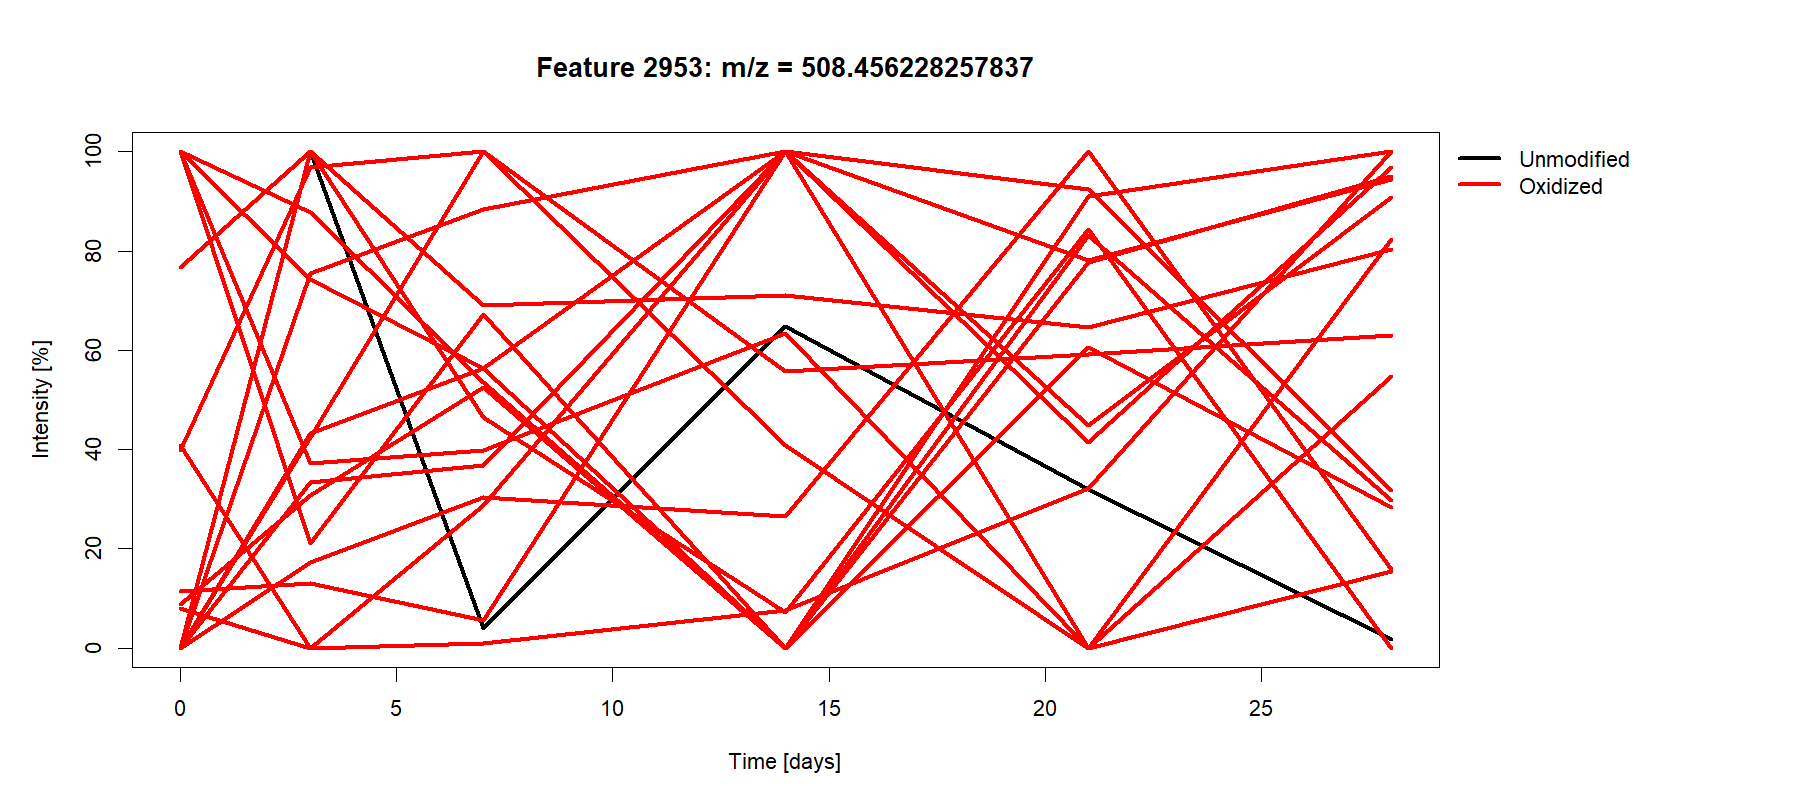 Feature 2953: m/z = 508.456228257837
Unmodified
Oxidized
Intensity [%]
100
80
60
40
20
0
0 5 10 15 20 25
Time [days]